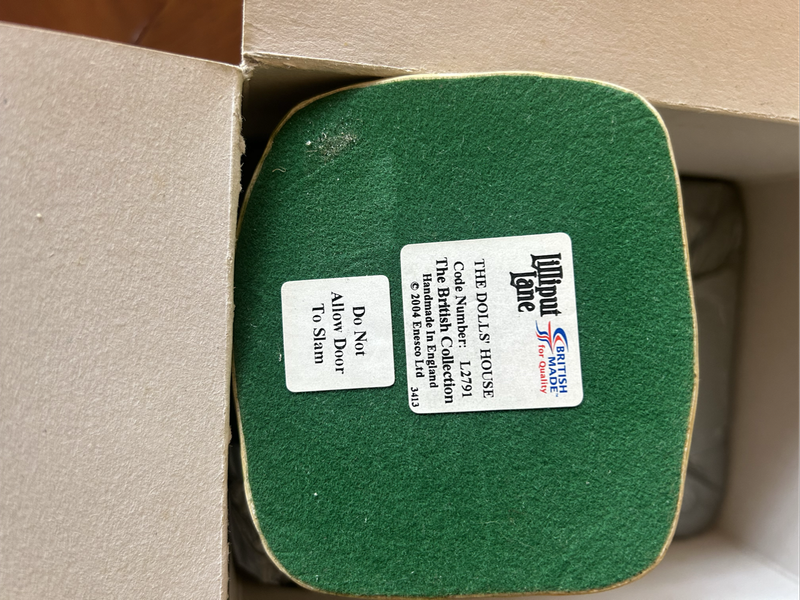 Lilliput
Lane
BRITISH
MADE™
for Quality
THE DOLLS' HOUSE
Code Number: L2791
The British Collection
Handmade In England
© 2004 Enesco Ltd 3413
Do Not
Allow Door
To Slam